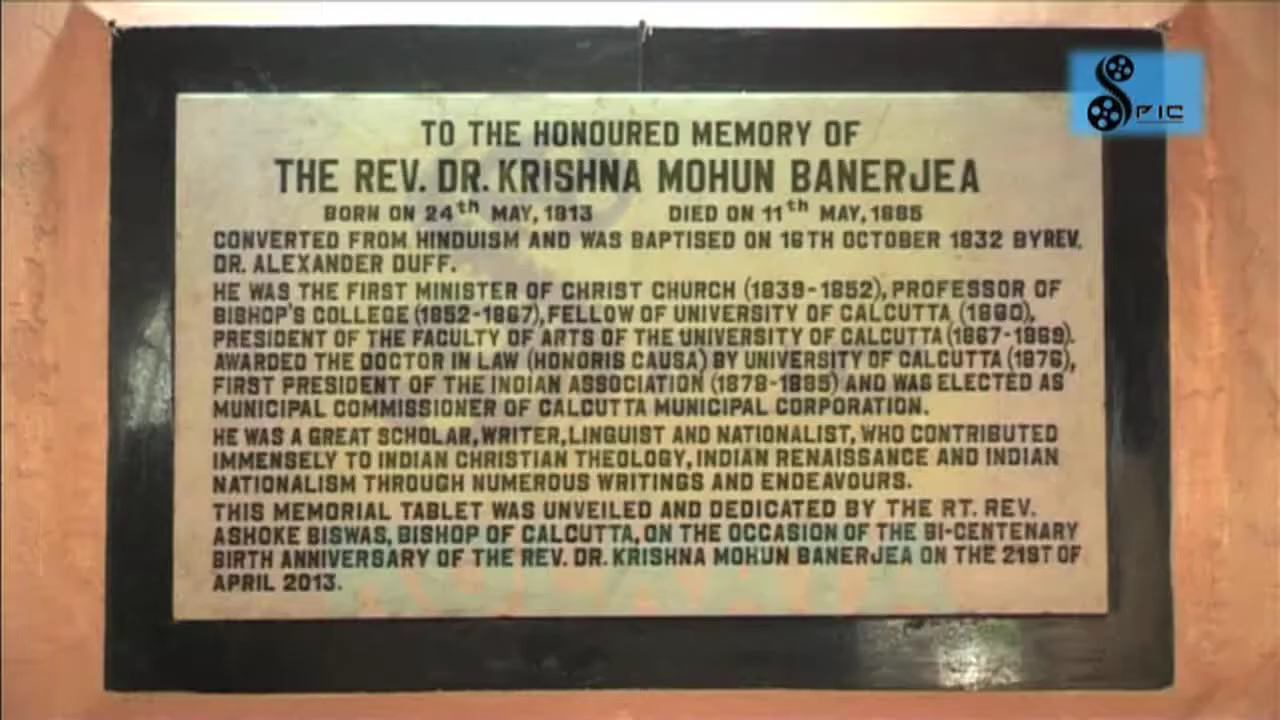 PIC
TO THE HONOURED MEMORY OF
THE REV. DR. KRISHNA MOHUN BANERJEA
BORN ON 24th MAY, 1813 DIED ON 11th MAY, 1885
CONVERTED FROM HINDUISM AND WAS BAPTISED ON 16TH OCTOBER 1832 BY REV.
DR. ALEXANDER DUFF.
HE WAS THE FIRST MINISTER OF CHRIST CHURCH (1839-1852), PROFESSOR OF
BISHOP'S COLLEGE (1852-1867), FELLOW OF UNIVERSITY OF CALCUTTA (1860),
PRESIDENT OF THE FACULTY OF ARTS OF THE UNIVERSITY OF CALCUTTA (1867-1869).
AWARDED THE DOCTOR IN LAW (HONORIS CAUSA) BY UNIVERSITY OF CALCUTTA (1876),
FIRST PRESIDENT OF THE INDIAN ASSOCIATION (1878-1885) AND WAS ELECTED AS
MUNICIPAL COMMISSIONER OF CALCUTTA MUNICIPAL CORPORATION.
HE WAS A GREAT SCHOLAR, WRITER, LINGUIST AND NATIONALIST, WHO CONTRIBUTED
IMMENSELY TO INDIAN CHRISTIAN THEOLOGY, INDIAN RENAISSANCE AND INDIAN
NATIONALISM THROUGH NUMEROUS WRITINGS AND ENDEAVOURS.
THIS MEMORIAL TABLET WAS UNVEILED AND DEDICATED BY THE RT. REV.
ASHOKE BISWAS, BISHOP OF CALCUTTA, ON THE OCCASION OF THE BI-CENTENARY
BIRTH ANNIVERSARY OF THE REV. DR. KRISHNA MOHUN BANERJEA ON THE 21ST OF
APRIL 2013.